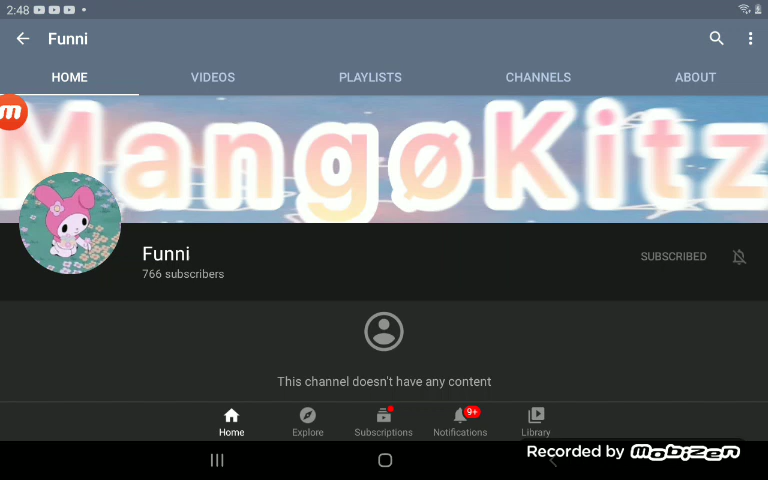 2:48
Funni
HOME VIDEOS PLAYLISTS CHANNELS ABOUT
MangøKitz
Funni
766 subscribers
SUBSCRIBED
This channel doesn't have any content
9+
Home Explore Subscriptions Notifications Library
Recorded by mobizen